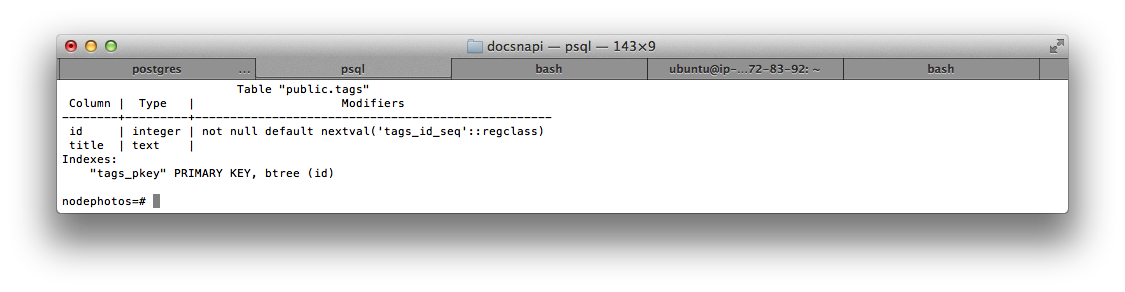 docsnapi — psql — 143×9
postgres ... psql bash ubuntu@ip-...72-83-92: ~ bash
                         Table "public.tags"
 Column |  Type   |                     Modifiers
--------+---------+---------------------------------------------------
 id     | integer | not null default nextval('tags_id_seq'::regclass)
 title  | text    |
Indexes:
    "tags_pkey" PRIMARY KEY, btree (id)
nodephotos=#